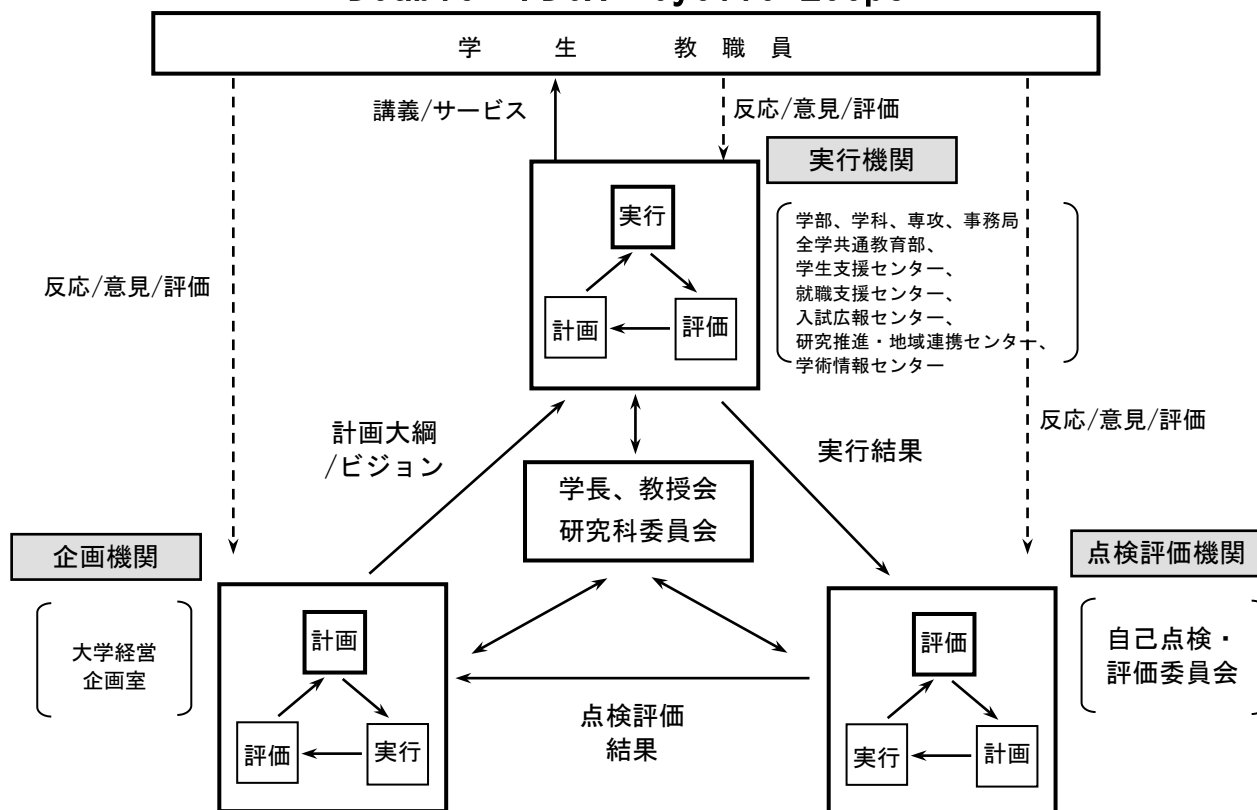 学 生 教 職 員
講義/サービス
反応/意見/評価
実行機関
実行
計画
評価
学部、学科、専攻、事務局
全学共通教育部、
学生支援センター、
就職支援センター、
入試広報センター、
研究推進・地域連携センター、
学術情報センター
反応/意見/評価
反応/意見/評価
計画大綱
/ビジョン
実行結果
学長、教授会
研究科委員会
企画機関
大学経営
企画室
計画
評価
実行
点検評価
結果
点検評価機関
自己点検・
評価委員会
評価
実行
計画